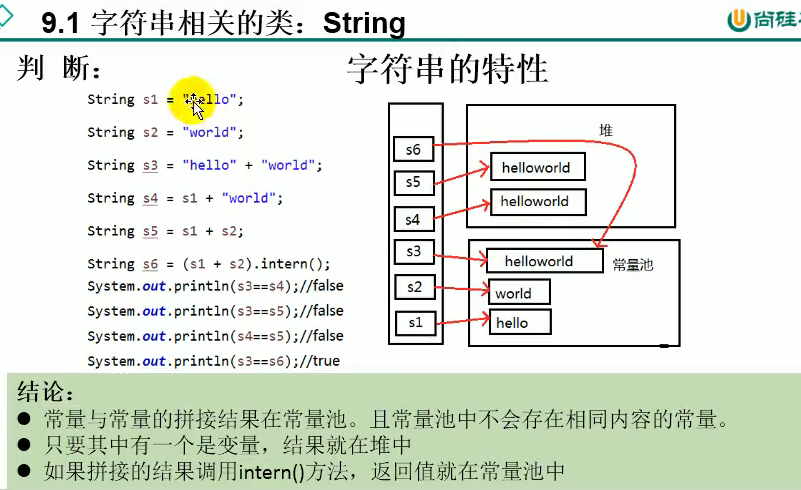 9.1 字符串相关的类：String
尚硅
判 断：
字符串的特性
String s1 = "hello";
String s2 = "world";
String s3 = "hello" + "world";
String s4 = s1 + "world";
String s5 = s1 + s2;
String s6 = (s1 + s2).intern();
System.out.println(s3==s4);//false
System.out.println(s3==s5);//false
System.out.println(s4==s5);//false
System.out.println(s3==s6);//true
s6
s5
s4
s3
s2
s1
堆
helloworld
helloworld
helloworld
常量池
world
hello
结论：
● 常量与常量的拼接结果在常量池。且常量池中不会存在相同内容的常量。
● 只要其中有一个是变量，结果就在堆中
● 如果拼接的结果调用intern()方法，返回值就在常量池中